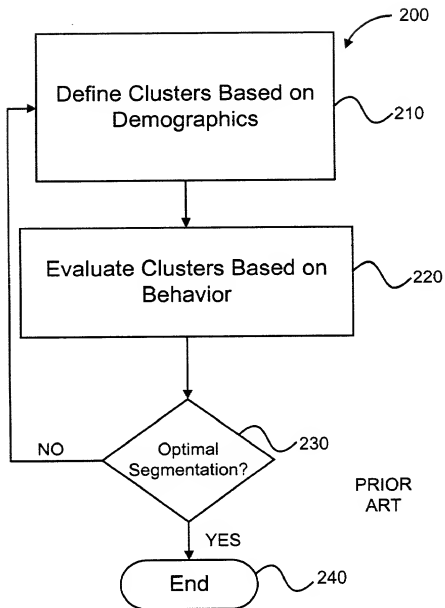 200
Define Clusters Based on
Demographics
210
Evaluate Clusters Based on
Behavior
220
Optimal
Segmentation?
230
NO
PRIOR
ART
YES
End
240